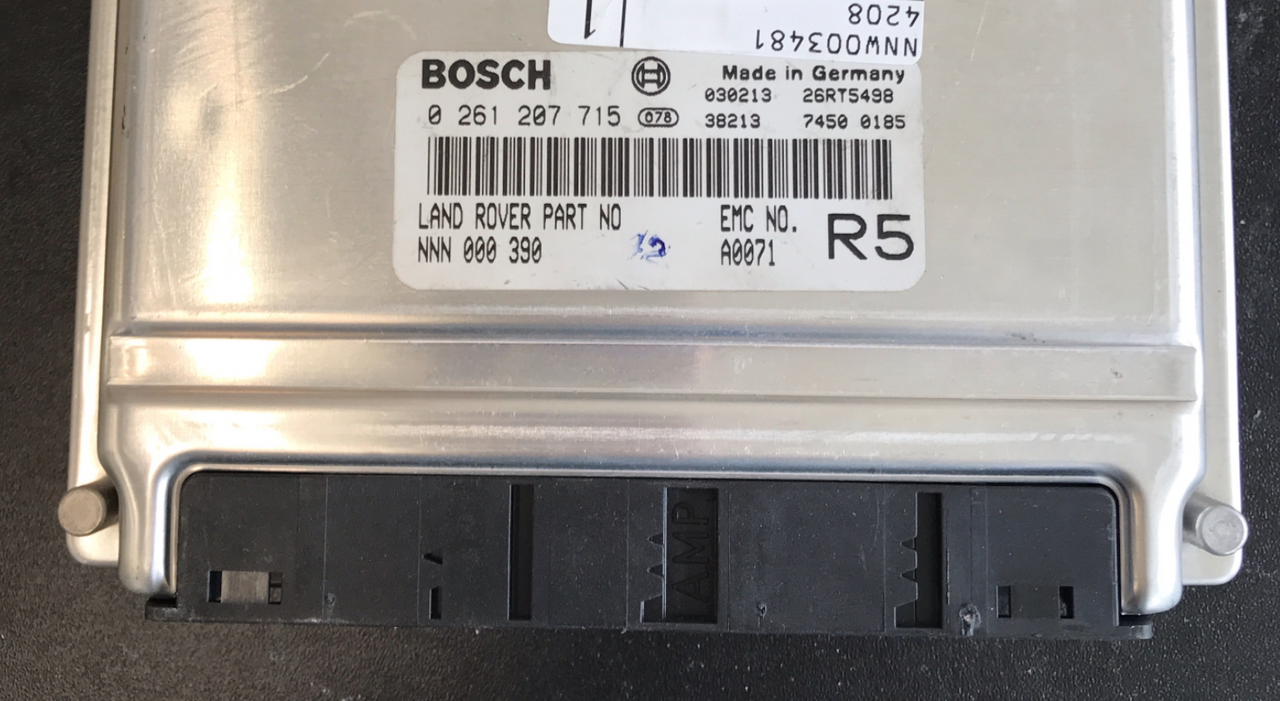 1
4208
NNW003481
BOSCH
Made in Germany
030213 26RT5498
0 261 207 715 078
38213 7450 0185
LAND ROVER PART NO
EMC NO.
NNN 000 390
A0071
R5
AMP